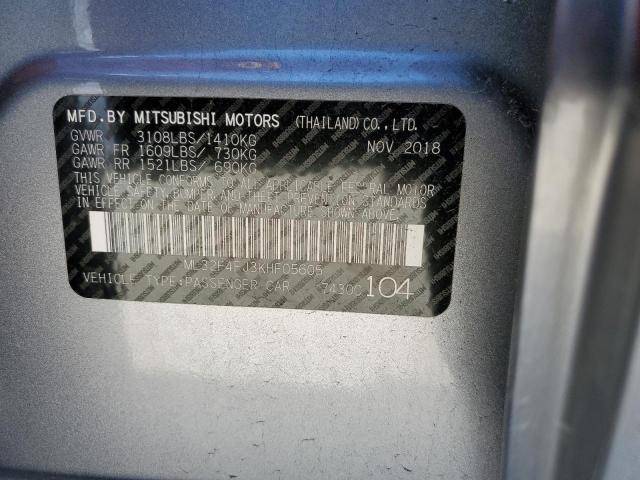 MFD.BY MITSUBISHI MOTORS (THAILAND)CO.,LTD.
GVWR 3108LBS/1410KG NOV 2018
GAWR FR 1609LBS/ 730KG
GAWR RR 1521LBS/ 690KG
THIS VEHICLE CONFORMS TO ALL APPLICABLE FEDERAL MOTOR
VEHICLE SAFETY,BUMPER AND THEFT PREVENTION STANDARDS
IN EFFECT ON THE DATE OF MANUFACTURE SHOWN ABOVE.
ML32F4FJ3KHF05605
VEHICLE TYPE:PASSENGER CAR 7430C 104